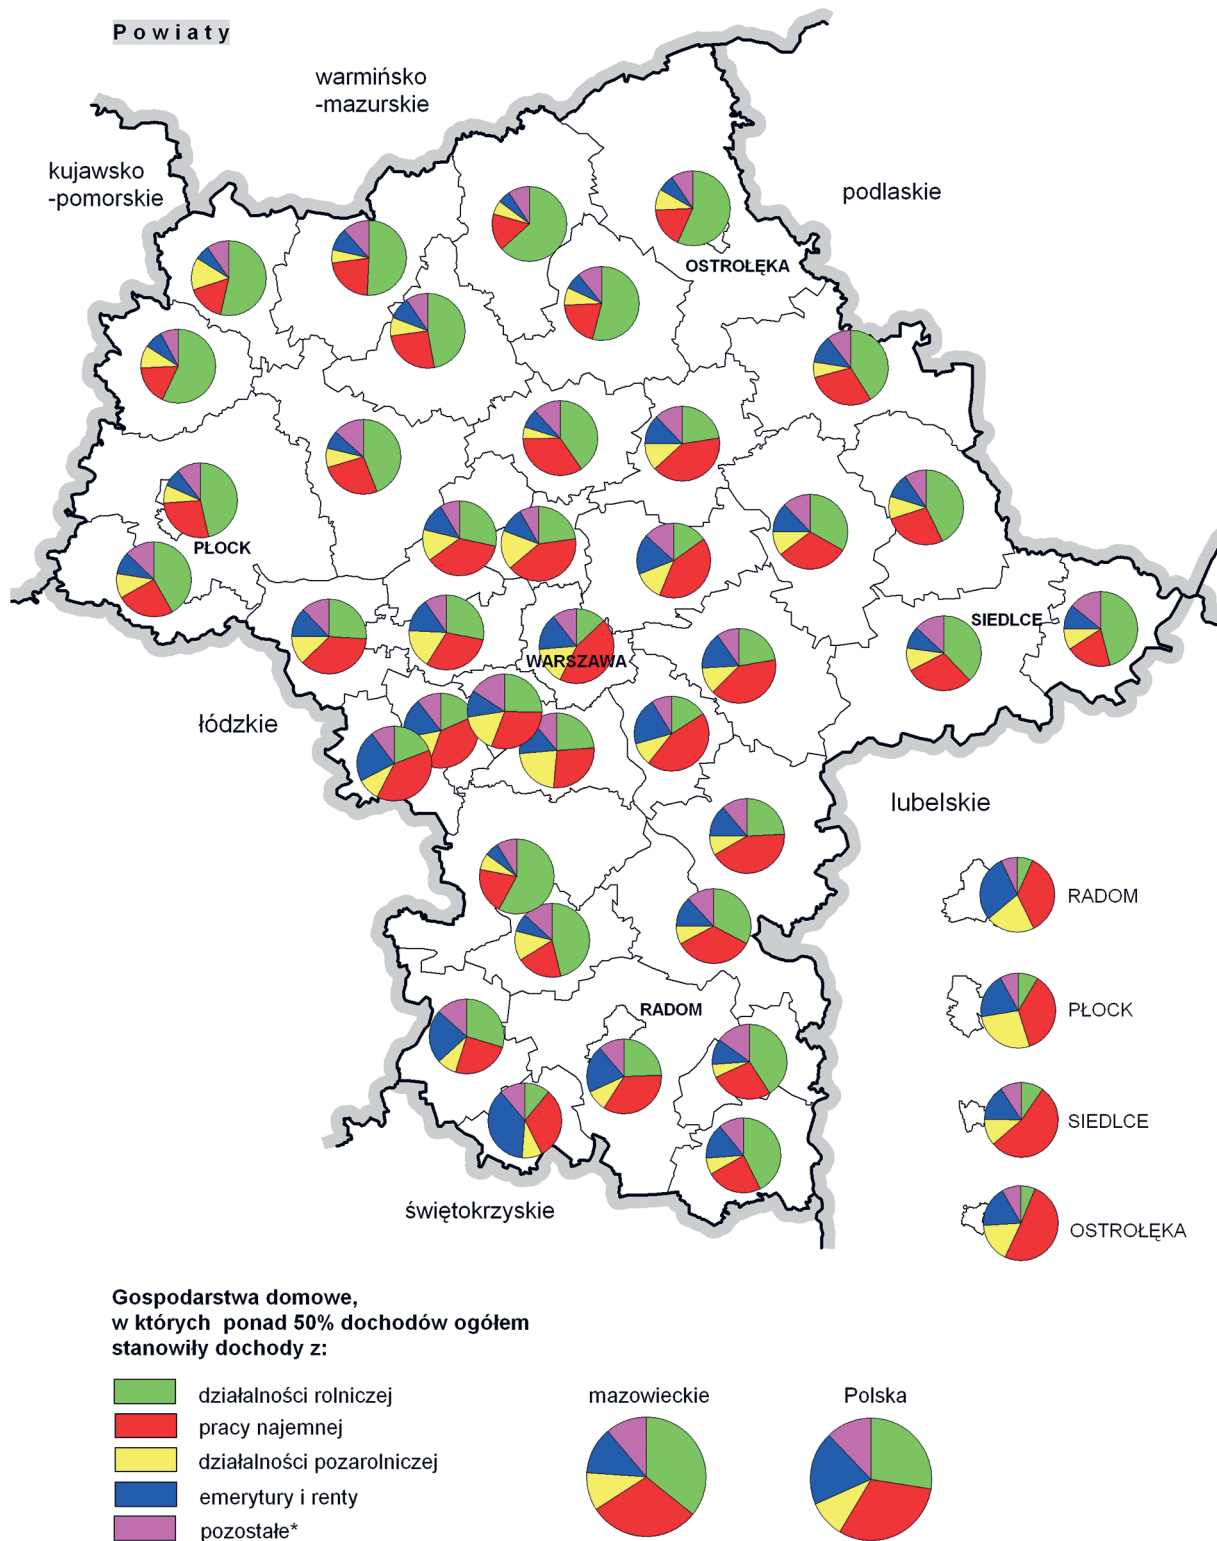 Powiaty
warmińsko
-mazurskie
kujawsko
-pomorskie
podlaskie
OSTROŁĘKA
PŁOCK
SIEDLCE
WARSZAWA
łódzkie
lubelskie
RADOM
PŁOCK
RADOM
SIEDLCE
świętokrzyskie
OSTROŁĘKA
Gospodarstwa domowe,
w których ponad 50% dochodów ogółem
stanowiły dochody z:
działalności rolniczej
pracy najemnej
działalności pozarolniczej
emerytury i renty
pozostałe*
mazowieckie
Polska